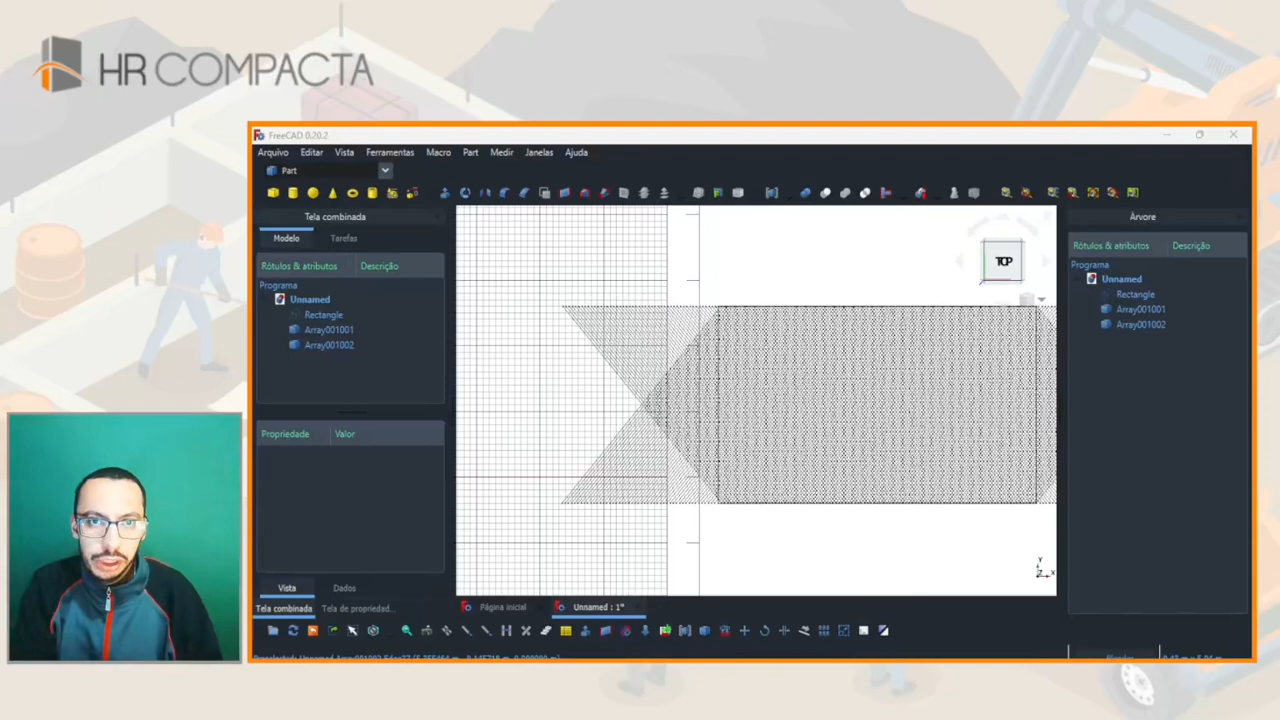 HR COMPACTA
FreeCAD 0.20.2
Arquivo Editar Vista Ferramentas Macro Part Medir Janelas Ajuda
Part
Tela combinada
Modelo Tarefas
Rótulos & atributos Descrição
Programa
Unnamed
Rectangle
Array001001
Array001002
Propriedade Valor
Vista Dados
Tela combinada Tela de propriedad...
TOP
Y
X
Página inicial Unnamed : 1*
Árvore
Rótulos & atributos Descrição
Programa
Unnamed
Rectangle
Array001001
Array001002